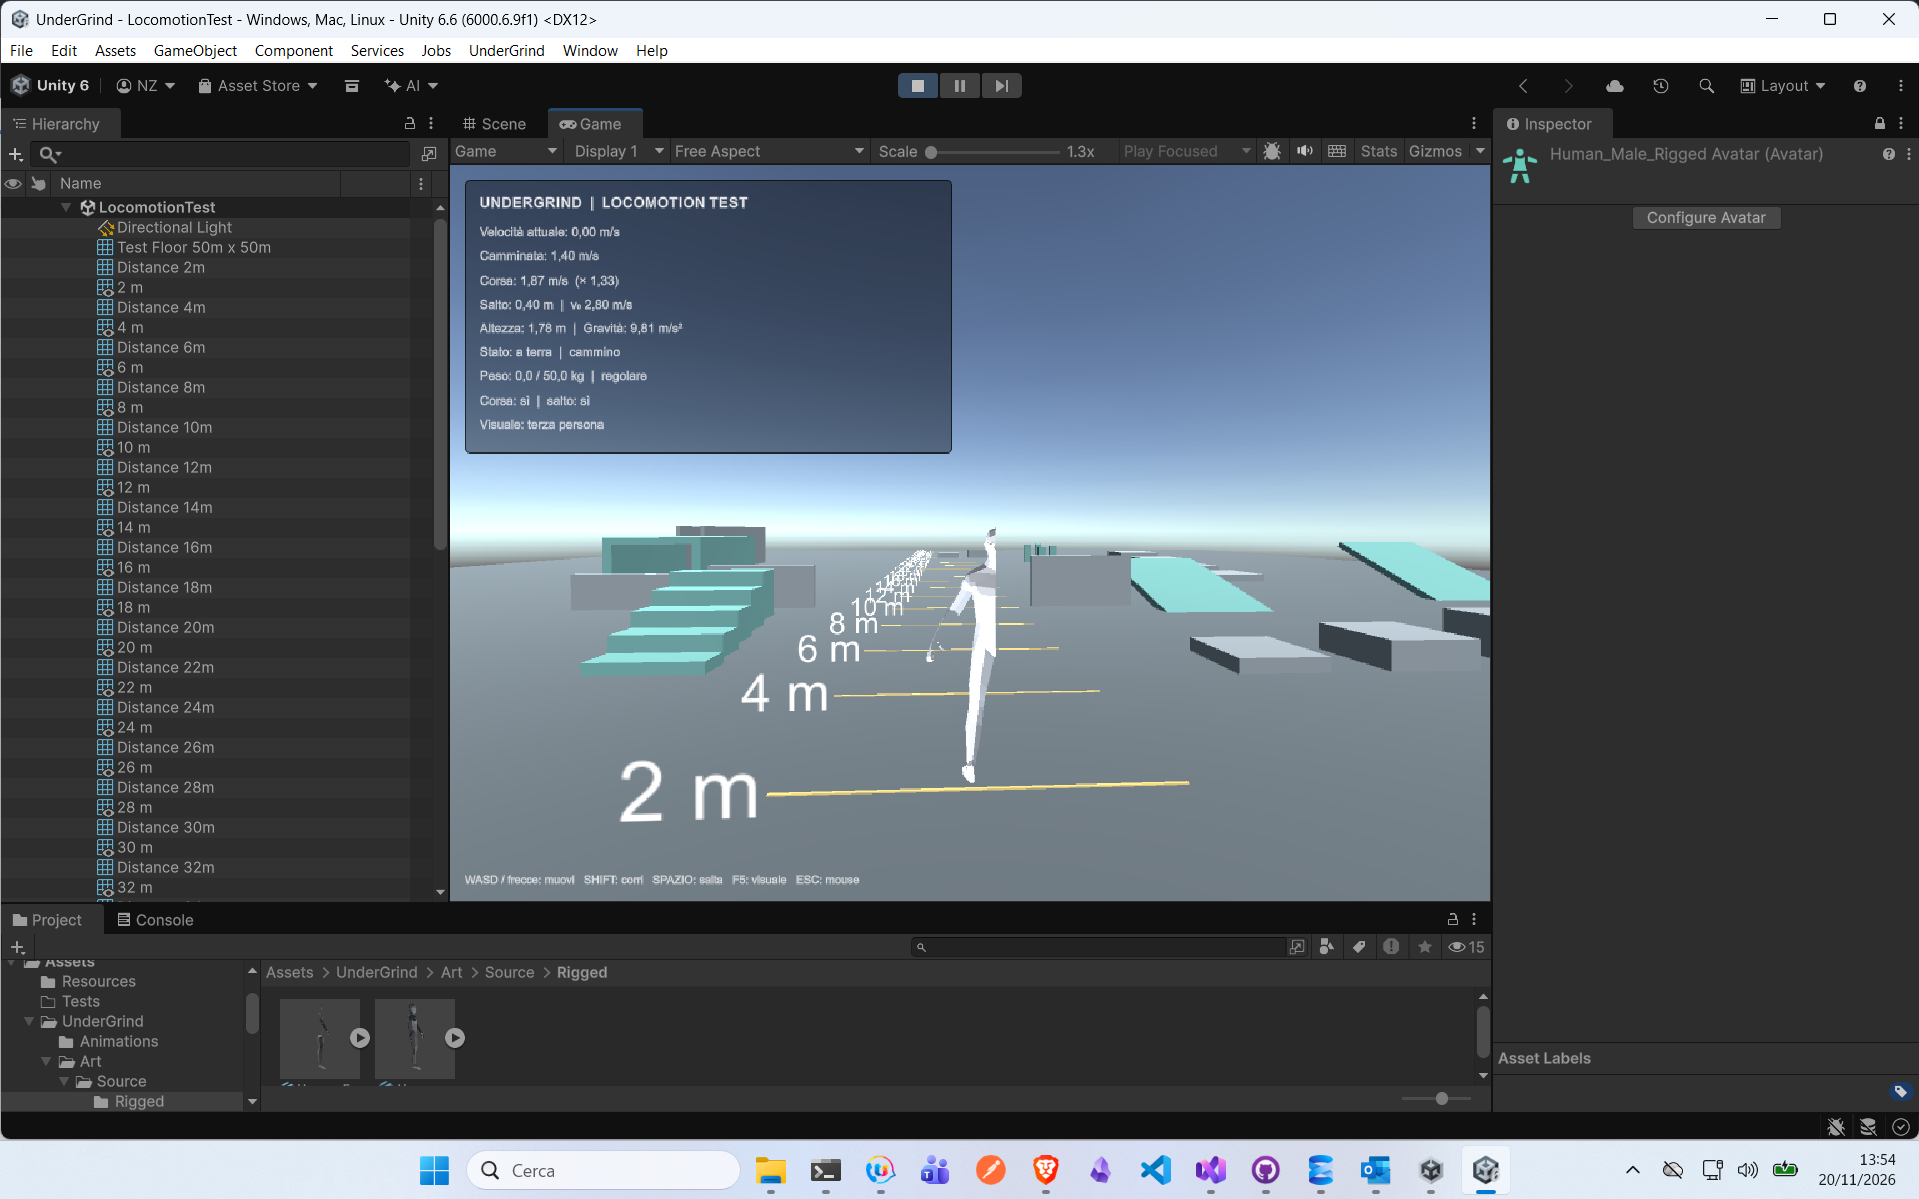 UnderGrind - LocomotionTest - Windows, Mac, Linux - Unity 6.6 (6000.6.9f1) <DX12>
File Edit Assets GameObject Component Services Jobs UnderGrind Window Help
Unity 6 NZ Asset Store AI Layout
Hierarchy
Scene Game
Inspector
Game Display 1 Free Aspect Scale 1.3x Play Focused Stats Gizmos
Human_Male_Rigged Avatar (Avatar)
Configure Avatar
Name
LocomotionTest
Directional Light
Test Floor 50m x 50m
Distance 2m
2 m
Distance 4m
4 m
Distance 6m
6 m
Distance 8m
8 m
Distance 10m
10 m
Distance 12m
12 m
Distance 14m
14 m
Distance 16m
16 m
Distance 18m
18 m
Distance 20m
20 m
Distance 22m
22 m
Distance 24m
24 m
Distance 26m
26 m
Distance 28m
28 m
Distance 30m
30 m
Distance 32m
32 m
UNDERGRIND | LOCOMOTION TEST
Velocità attuale: 0,00 m/s
Camminata: 1,40 m/s
Corsa: 1,87 m/s (× 1,33)
Salto: 0,40 m | v₀ 2,80 m/s
Altezza: 1,78 m | Gravità: 9,81 m/s²
Stato: a terra | cammino
Peso: 0,0 / 50,0 kg | regolare
Corsa: sì | salto: sì
Visuale: terza persona
12 m
10 m
8 m
6 m
4 m
2 m
WASD / frecce: muovi SHIFT: corri SPAZIO: salta F5: visuale ESC: mouse
Project Console
15
Assets
Resources
Tests
UnderGrind
Animations
Art
Source
Rigged
Assets > UnderGrind > Art > Source > Rigged
Asset Labels
Cerca
13:54
20/11/2026